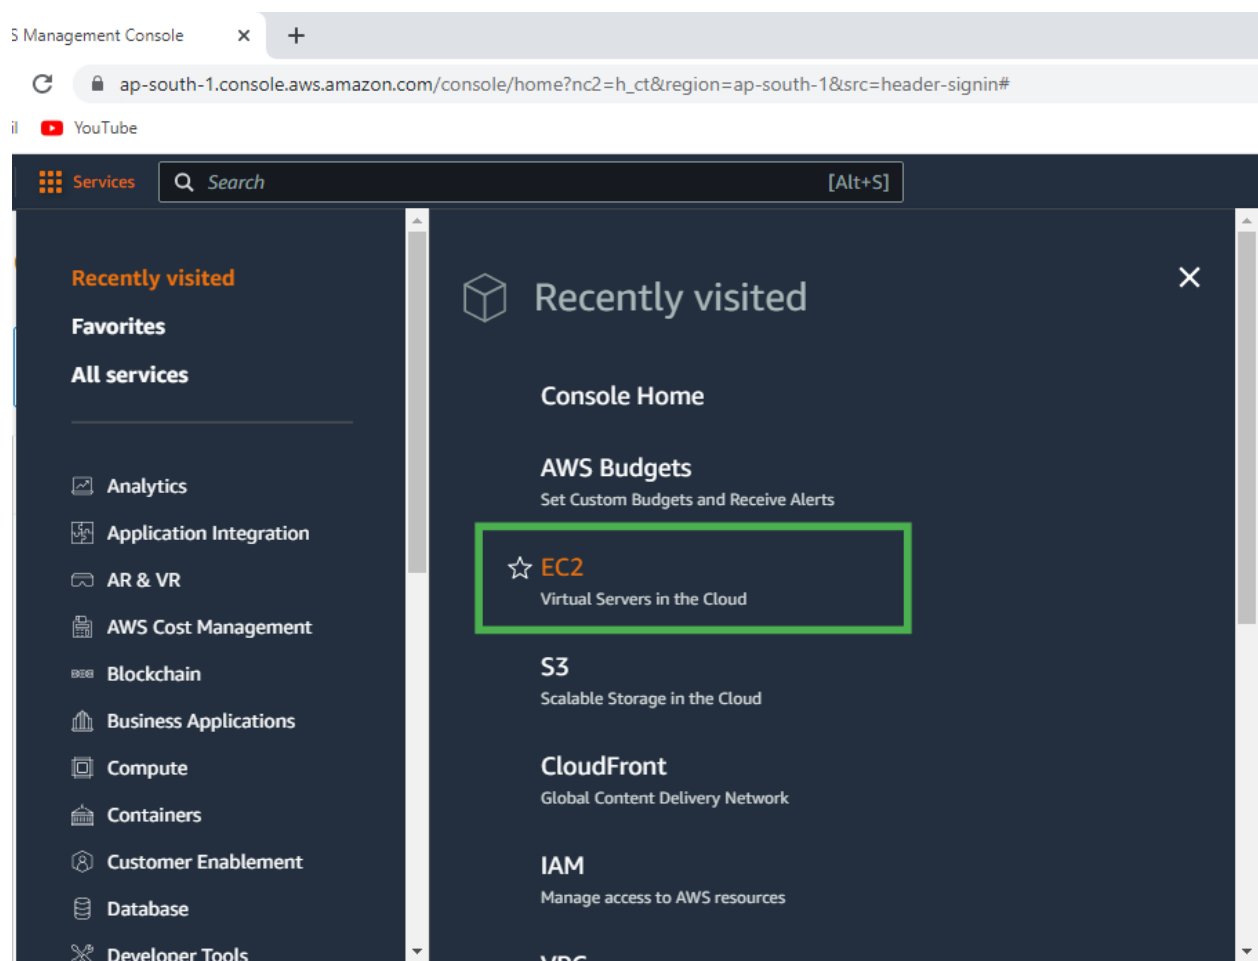 S Management Console
ap-south-1.console.aws.amazon.com/console/home?nc2=h_ct&region=ap-south-1&src=header-signin#
il
YouTube
Services
Search
[Alt+S]
Recently visited
Favorites
All services
Analytics
Application Integration
AR & VR
AWS Cost Management
Blockchain
Business Applications
Compute
Containers
Customer Enablement
Database
Developer Tools
Recently visited
Console Home
AWS Budgets
Set Custom Budgets and Receive Alerts
EC2
Virtual Servers in the Cloud
S3
Scalable Storage in the Cloud
CloudFront
Global Content Delivery Network
IAM
Manage access to AWS resources
VPC